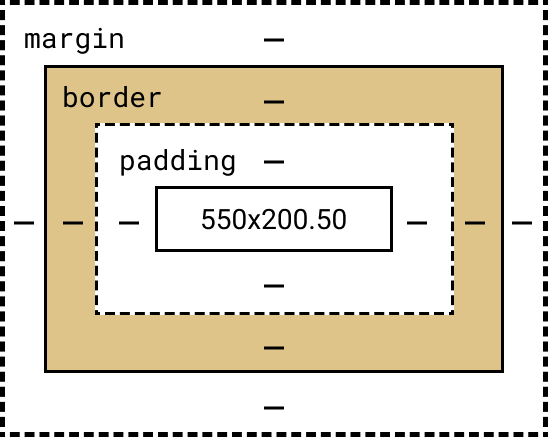 margin
–
border
–
padding
–
– – – 550x200.50 – – –
–
–
–